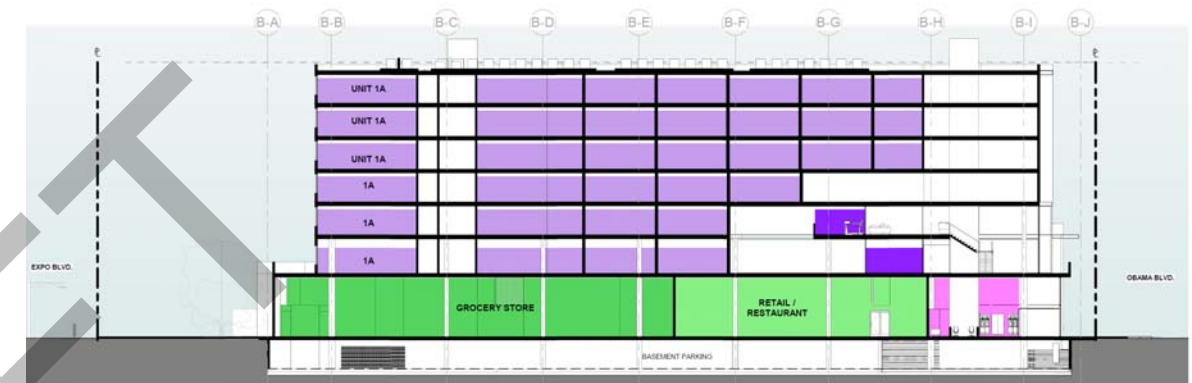 B-A B-B B-C B-D B-E B-F B-G B-H B-I B-J
UNIT 1A
UNIT 1A
UNIT 1A
1A
1A
1A
EXPO BLVD.
OBAMA BLVD.
GROCERY STORE
RETAIL /
RESTAURANT
BASEMENT PARKING